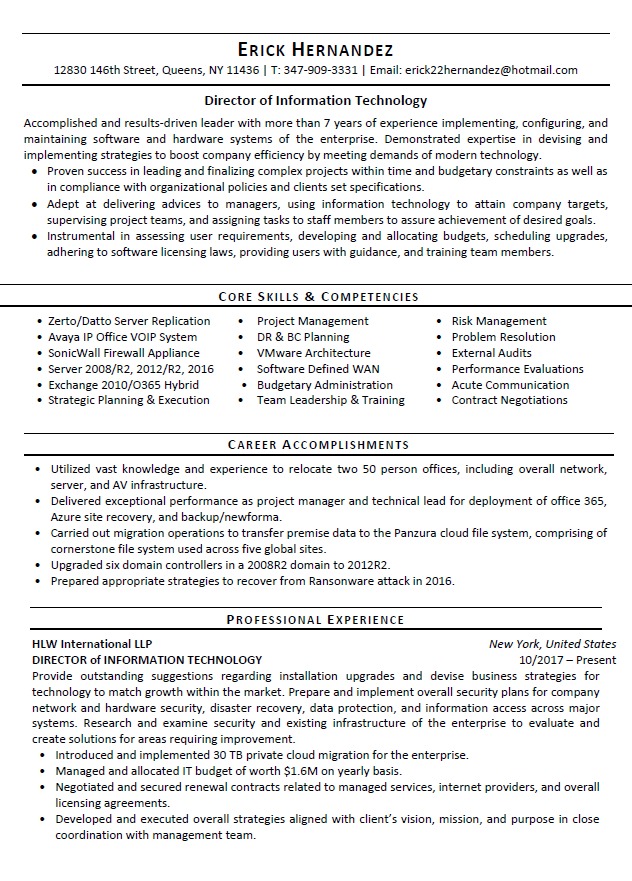 ERICK HERNANDEZ
12830 146th Street, Queens, NY 11436 | T: 347-909-3331 | Email: erick22hernandez@hotmail.com
Director of Information Technology
Accomplished and results-driven leader with more than 7 years of experience implementing, configuring, and
maintaining software and hardware systems of the enterprise. Demonstrated expertise in devising and
implementing strategies to boost company efficiency by meeting demands of modern technology.
• Proven success in leading and finalizing complex projects within time and budgetary constraints as well as
in compliance with organizational policies and clients set specifications.
• Adept at delivering advices to managers, using information technology to attain company targets,
supervising project teams, and assigning tasks to staff members to assure achievement of desired goals.
• Instrumental in assessing user requirements, developing and allocating budgets, scheduling upgrades,
adhering to software licensing laws, providing users with guidance, and training team members.
CORE SKILLS & COMPETENCIES
• Zerto/Datto Server Replication • Project Management • Risk Management
• Avaya IP Office VOIP System • DR & BC Planning • Problem Resolution
• SonicWall Firewall Appliance • VMware Architecture • External Audits
• Server 2008/R2, 2012/R2, 2016 • Software Defined WAN • Performance Evaluations
• Exchange 2010/O365 Hybrid • Budgetary Administration • Acute Communication
• Strategic Planning & Execution • Team Leadership & Training • Contract Negotiations
CAREER ACCOMPLISHMENTS
• Utilized vast knowledge and experience to relocate two 50 person offices, including overall network,
server, and AV infrastructure.
• Delivered exceptional performance as project manager and technical lead for deployment of office 365,
Azure site recovery, and backup/newforma.
• Carried out migration operations to transfer premise data to the Panzura cloud file system, comprising of
cornerstone file system used across five global sites.
• Upgraded six domain controllers in a 2008R2 domain to 2012R2.
• Prepared appropriate strategies to recover from Ransonware attack in 2016.
PROFESSIONAL EXPERIENCE
HLW International LLP New York, United States
DIRECTOR of INFORMATION TECHNOLOGY 10/2017 – Present
Provide outstanding suggestions regarding installation upgrades and devise business strategies for
technology to match growth within the market. Prepare and implement overall security plans for company
network and hardware security, disaster recovery, data protection, and information access across major
systems. Research and examine security and existing infrastructure of the enterprise to evaluate and
create solutions for areas requiring improvement.
• Introduced and implemented 30 TB private cloud migration for the enterprise.
• Managed and allocated IT budget of worth $1.6M on yearly basis.
• Negotiated and secured renewal contracts related to managed services, internet providers, and overall
licensing agreements.
• Developed and executed overall strategies aligned with client’s vision, mission, and purpose in close
coordination with management team.